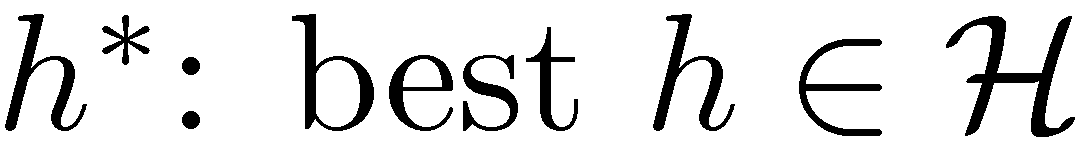 h*: best h ∈ ℋ